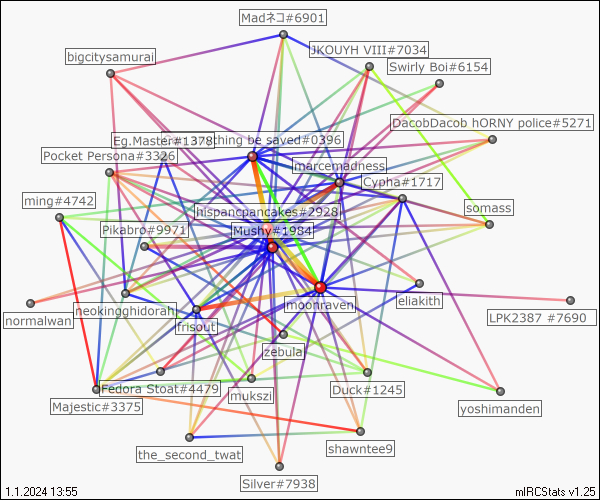 Madネコ#6901
JKOUYH VIII#7034
bigcitysamurai
Swirly Boi#6154
DacobDacob hORNY police#5271
Eg.Master#1378
thing be saved#0396
Pocket Persona#3326
marcemadness
Cypha#1717
ming#4742
hispancpancakes#2928
somass
Pikabro#9971
Mushy#1984
neokingghidorah
moonraven
eliakith
normalwan
frisout
LPK2387 #7690
zebulai
Fedora Stoat#4479
mukszi
Duck#1245
Majestic#3375
yoshimanden
the_second_twat
shawntee9
Silver#7938
1.1.2024 13:55
mIRCStats v1.25